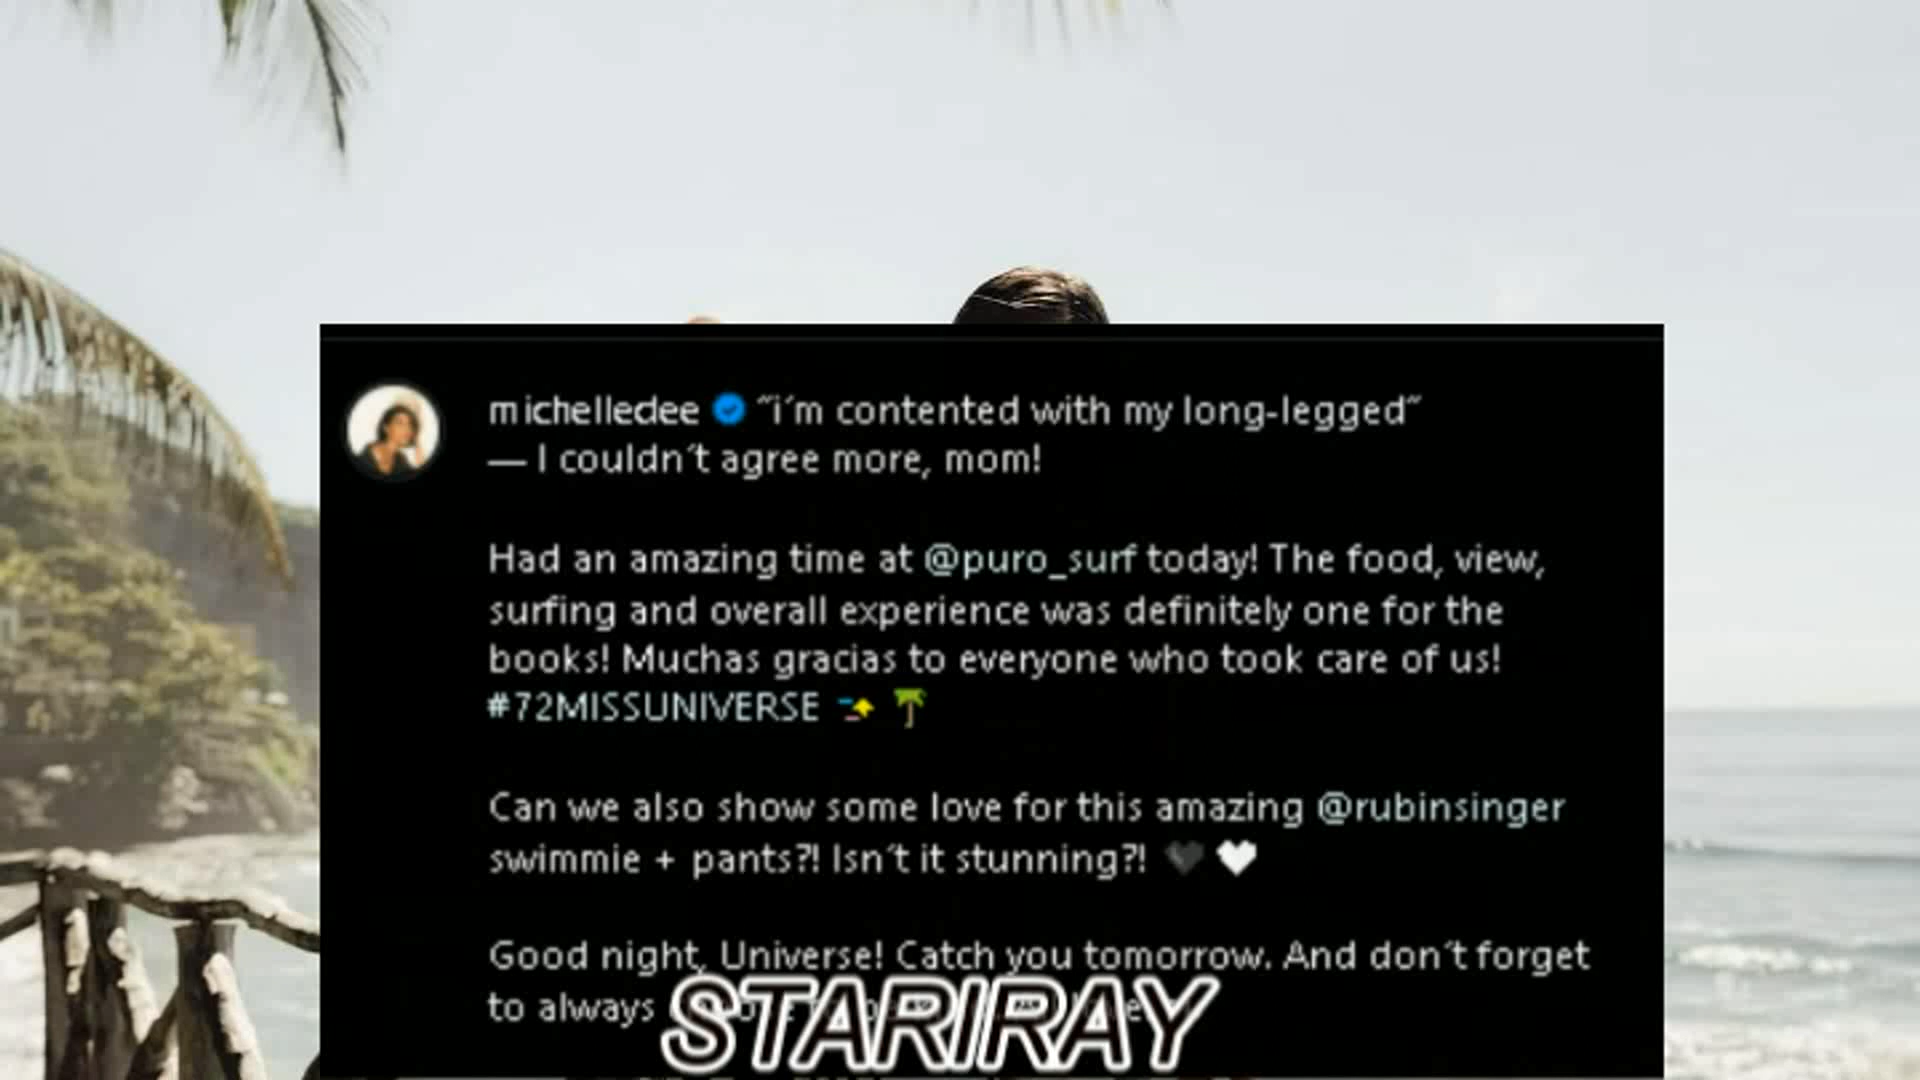 michelledee "i'm contented with my long-legged"
— I couldn't agree more, mom!
Had an amazing time at @puro_surf today! The food, view,
surfing and overall experience was definitely one for the
books! Muchas gracias to everyone who took care of us!
#72MISSUNIVERSE
Can we also show some love for this amazing @rubinsinger
swimmie + pants?! Isn't it stunning?!
Good night, Universe! Catch you tomorrow. And don't forget
to always
STARIRAY